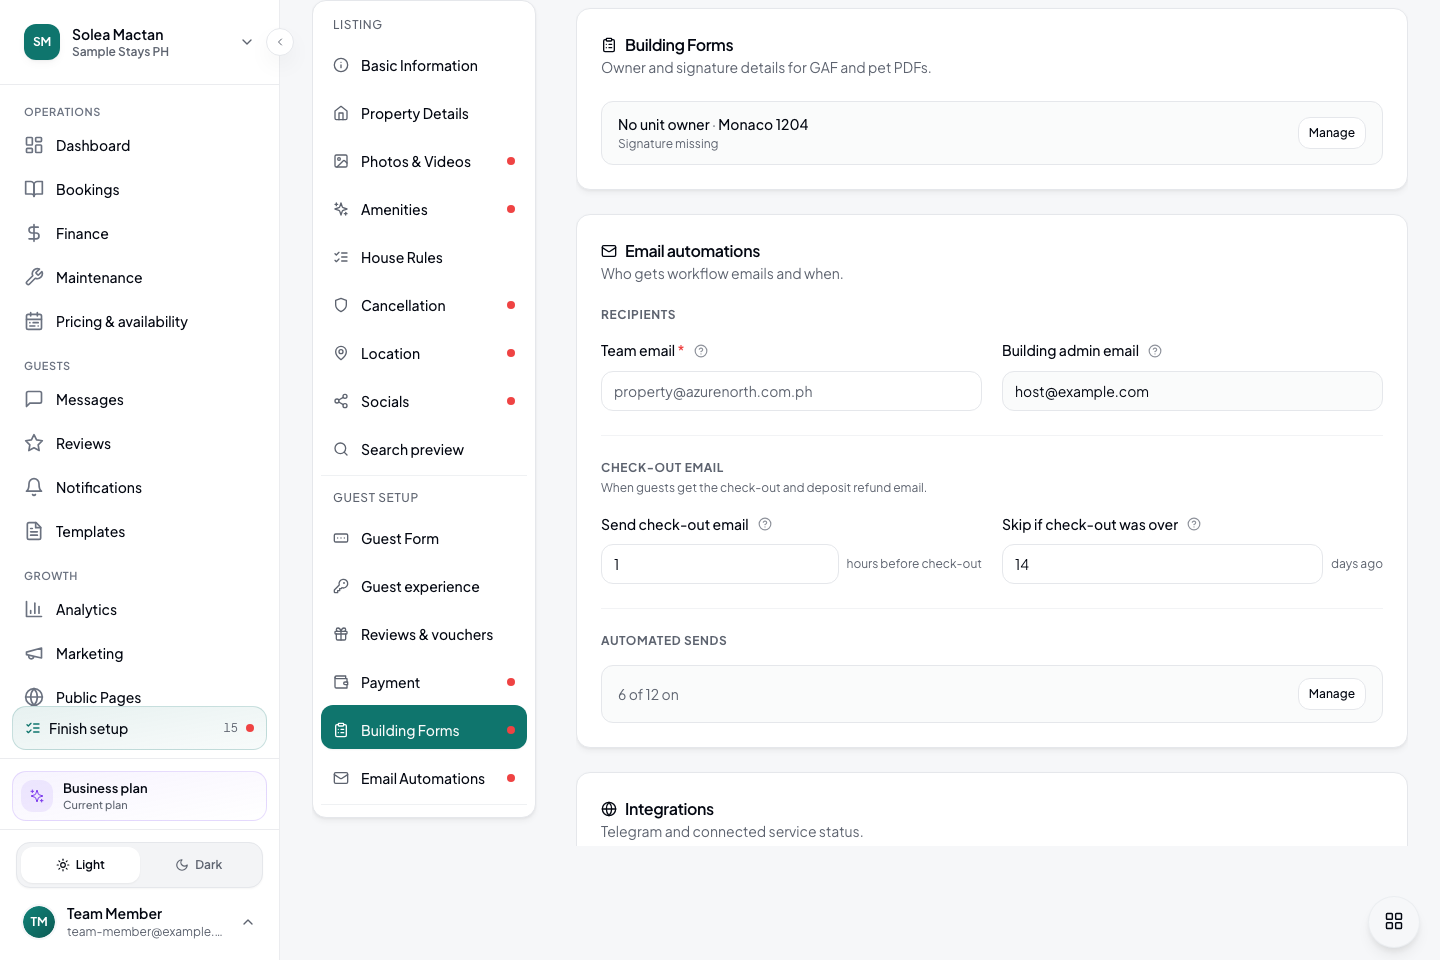 SM
Solea Mactan
Sample Stays PH
OPERATIONS
Dashboard
Bookings
Finance
Maintenance
Pricing & availability
GUESTS
Messages
Reviews
Notifications
Templates
GROWTH
Analytics
Marketing
Public Pages
Finish setup 15
Business plan
Current plan
Light Dark
TM
Team Member
team-member@example....
LISTING
Basic Information
Property Details
Photos & Videos
Amenities
House Rules
Cancellation
Location
Socials
Search preview
GUEST SETUP
Guest Form
Guest experience
Reviews & vouchers
Payment
Building Forms
Email Automations
Building Forms
Owner and signature details for GAF and pet PDFs.
No unit owner · Monaco 1204
Signature missing
Manage
Email automations
Who gets workflow emails and when.
RECIPIENTS
Team email *
property@azurenorth.com.ph
Building admin email
host@example.com
CHECK-OUT EMAIL
When guests get the check-out and deposit refund email.
Send check-out email
1 hours before check-out
Skip if check-out was over
14 days ago
AUTOMATED SENDS
6 of 12 on
Manage
Integrations
Telegram and connected service status.